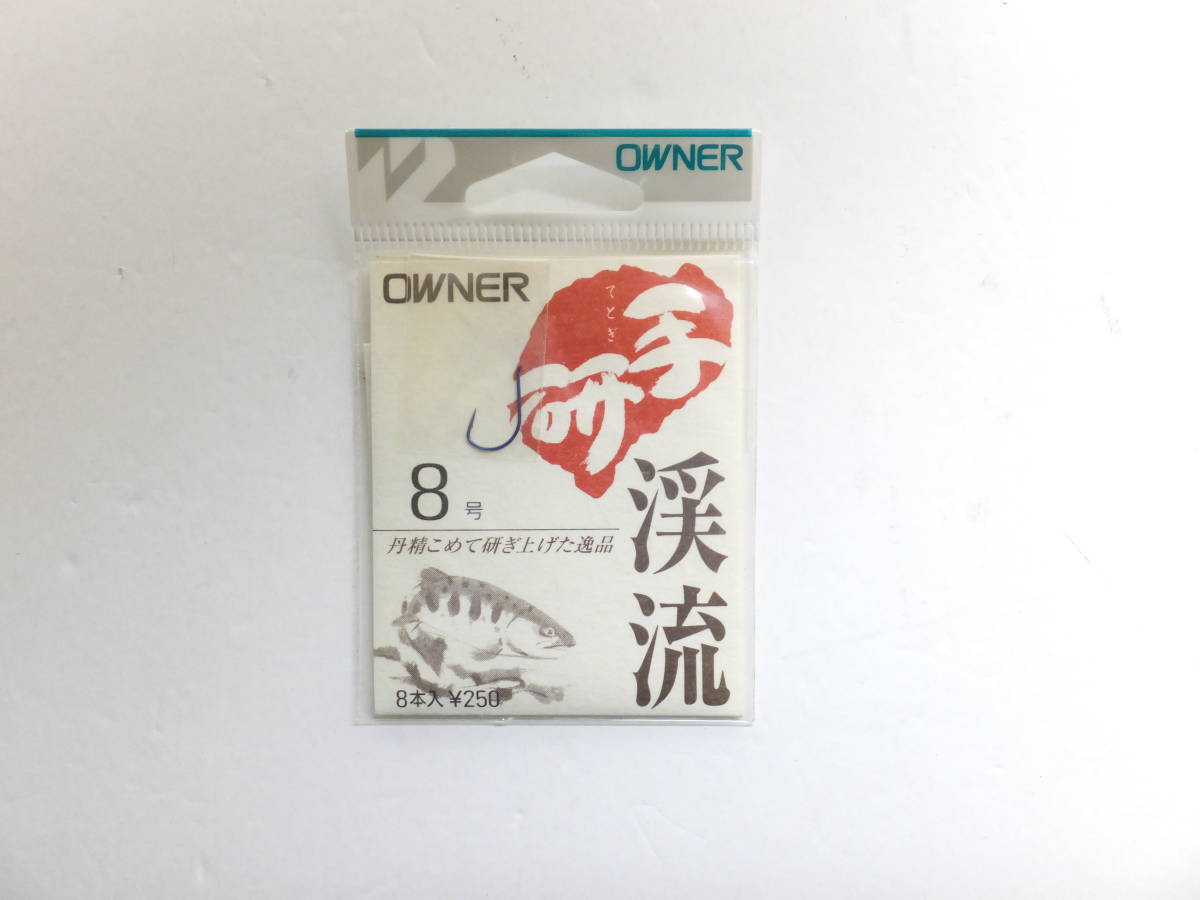 OWNER
OWNER
てとぎ
手研
渓流
8号
丹精こめて研ぎ上げた逸品
8本入 ¥250